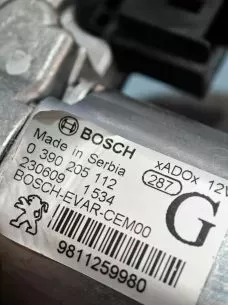 BOSCH
Made in Serbia xADOx 12V
0 390 205 112 287
230609 1534
BOSCH-EVAR-CEM00 G
9811259980